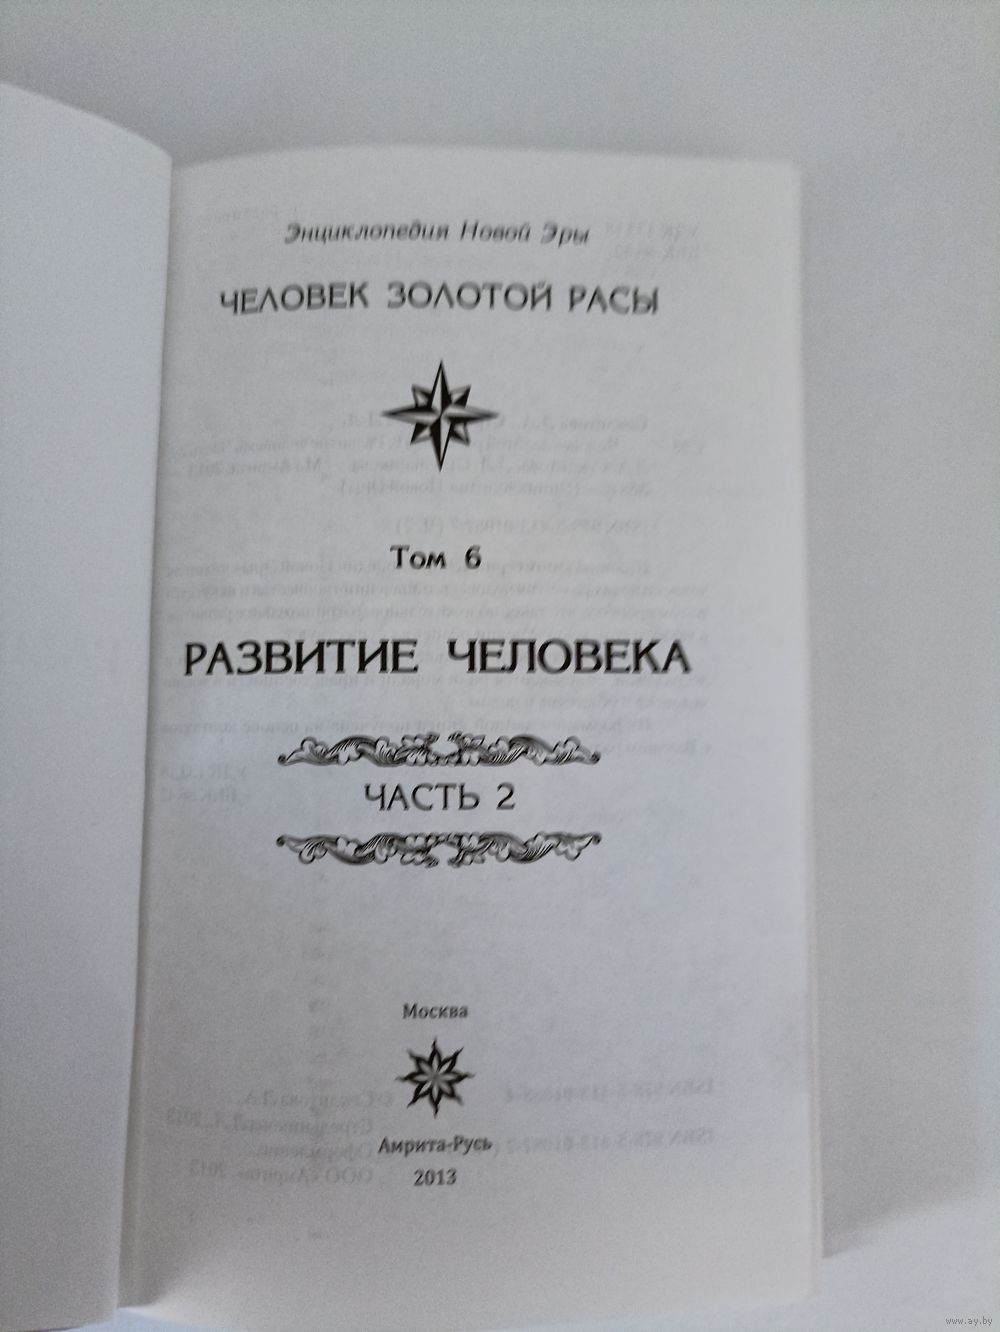 Энциклопедия Новой Эры
ЧЕЛОВЕК ЗОЛОТОЙ РАСЫ
Том 6
РАЗВИТИЕ ЧЕЛОВЕКА
ЧАСТЬ 2
Москва
Амрита-Русь
2013
www.ay.by